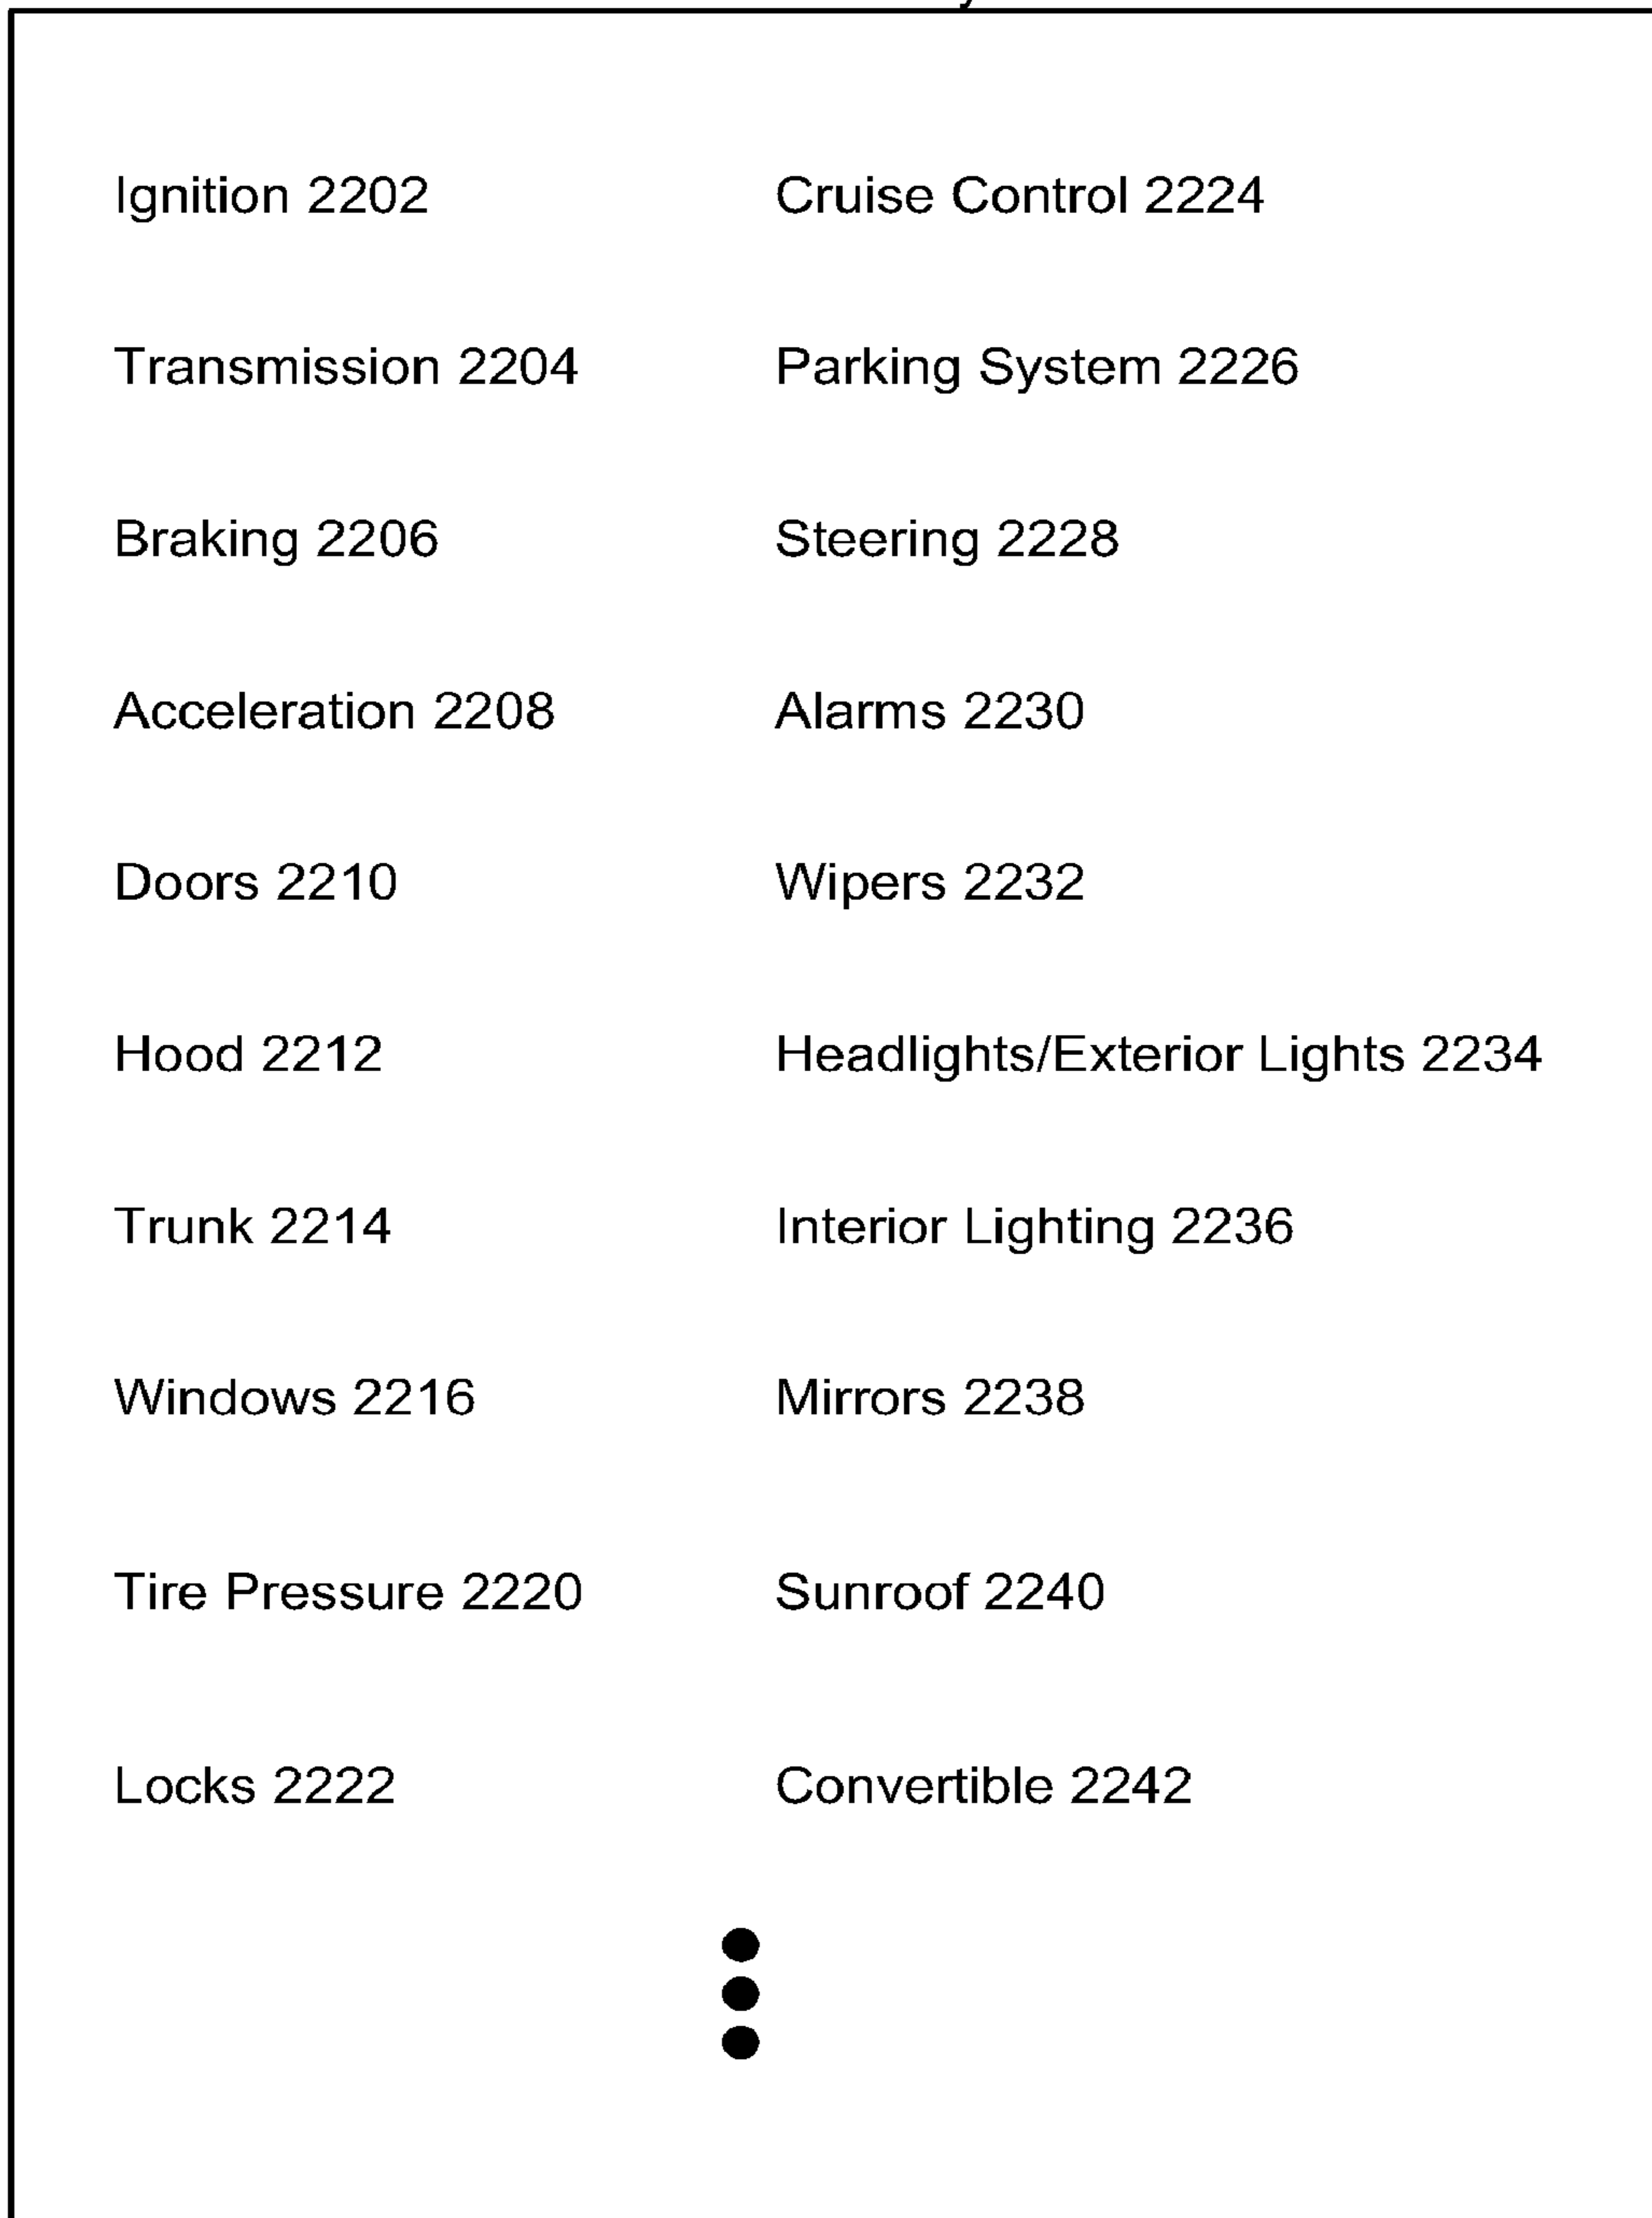 Ignition 2202
Transmission 2204
Braking 2206
Acceleration 2208
Doors 2210
Hood 2212
Trunk 2214
Windows 2216
Tire Pressure 2220
Locks 2222
Cruise Control 2224
Parking System 2226
Steering 2228
Alarms 2230
Wipers 2232
Headlights/Exterior Lights 2234
Interior Lighting 2236
Mirrors 2238
Sunroof 2240
Convertible 2242